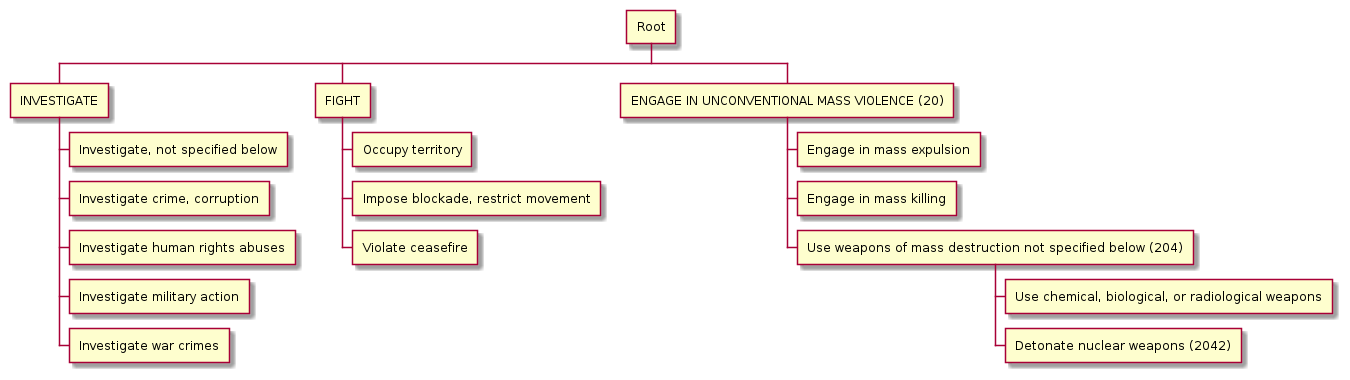 Root
INVESTIGATE
Investigate, not specified below
Investigate crime, corruption
Investigate human rights abuses
Investigate military action
Investigate war crimes
FIGHT
Occupy territory
Impose blockade, restrict movement
Violate ceasefire
ENGAGE IN UNCONVENTIONAL MASS VIOLENCE (20)
Engage in mass expulsion
Engage in mass killing
Use weapons of mass destruction not specified below (204)
Use chemical, biological, or radiological weapons
Detonate nuclear weapons (2042)